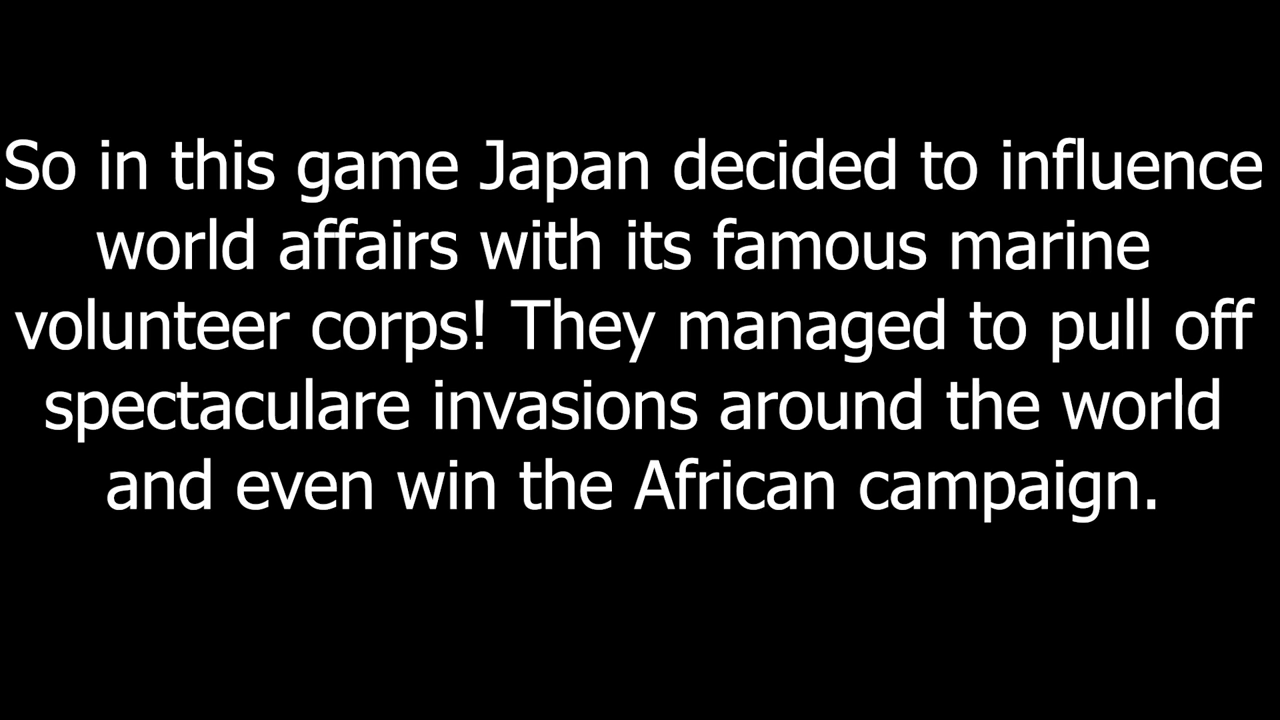 So in this game Japan decided to influence
world affairs with its famous marine
volunteer corps! They managed to pull off
spectaculare invasions around the world
and even win the African campaign.